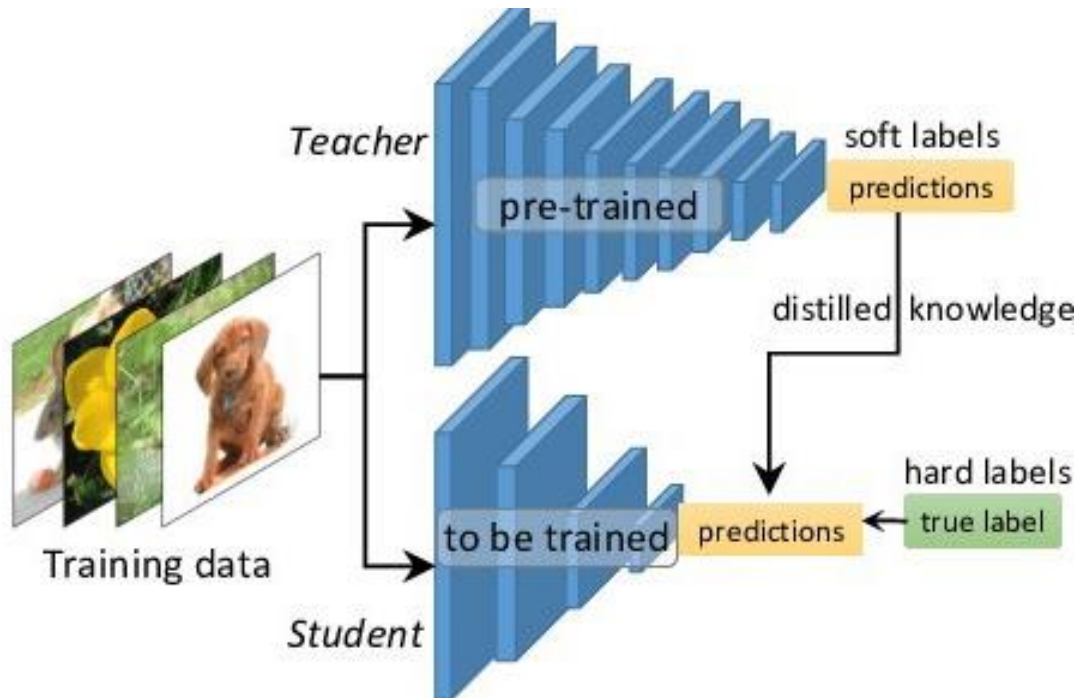 Teacher
pre-trained
soft labels
predictions
distilled knowledge
Training data
to be trained
predictions
hard labels
true label
Student